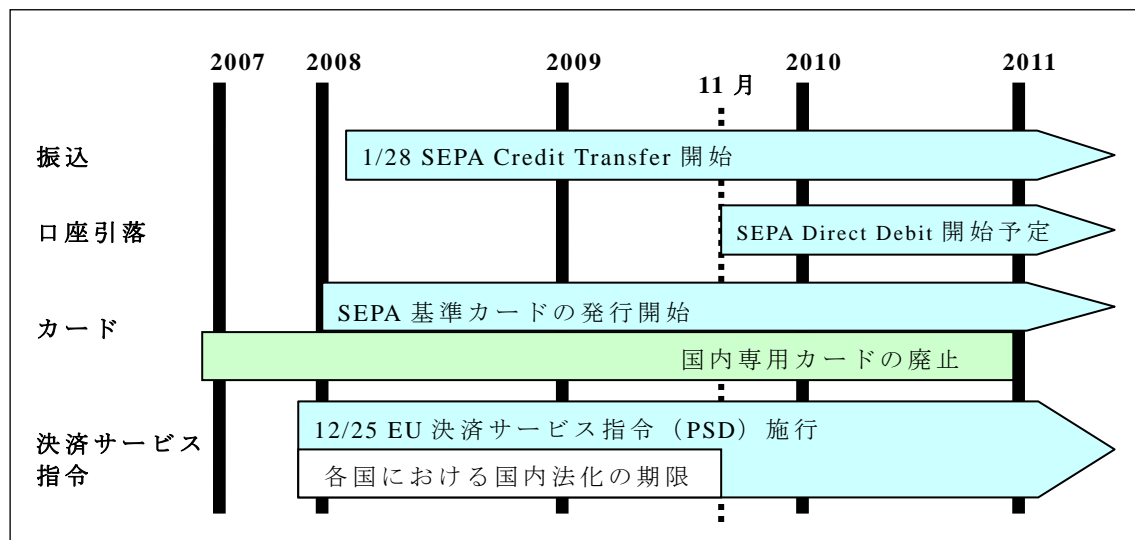 2007 2008 2009 2010 2011
11 月
振込
1/28 SEPA Credit Transfer 開始
口座引落
SEPA Direct Debit 開始予定
カード
SEPA 基準カードの発行開始
国内専用カードの廃止
決済サービス
指令
12/25 EU 決済サービス指令（PSD）施行
各国における国内法化の期限